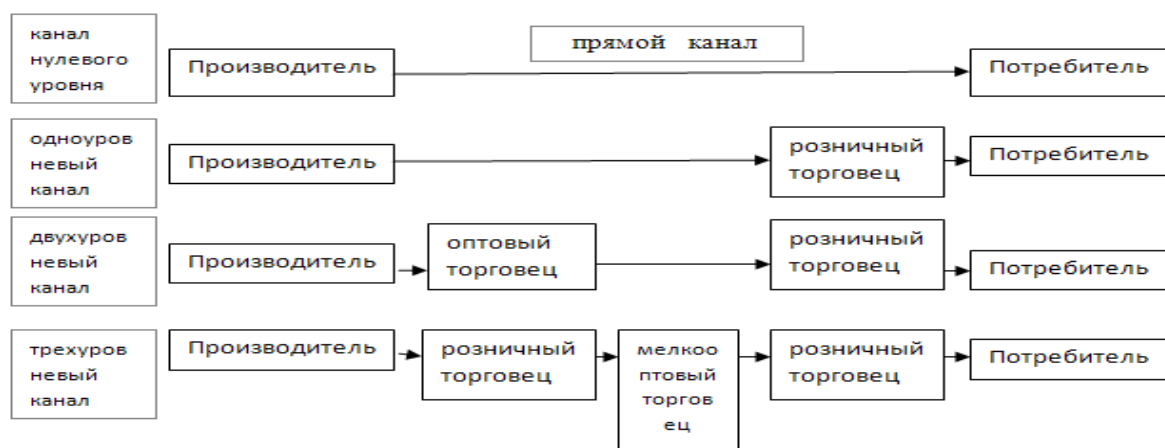 канал
нулевого
уровня
прямой канал
Производитель
Потребитель
одноуров
невый
канал
Производитель
розничный
торговец
Потребитель
двухуров
невый
канал
Производитель
оптовый
торговец
розничный
торговец
Потребитель
трехуров
невый
канал
Производитель
розничный
торговец
мелкоо
птовый
торгов
ец
розничный
торговец
Потребитель